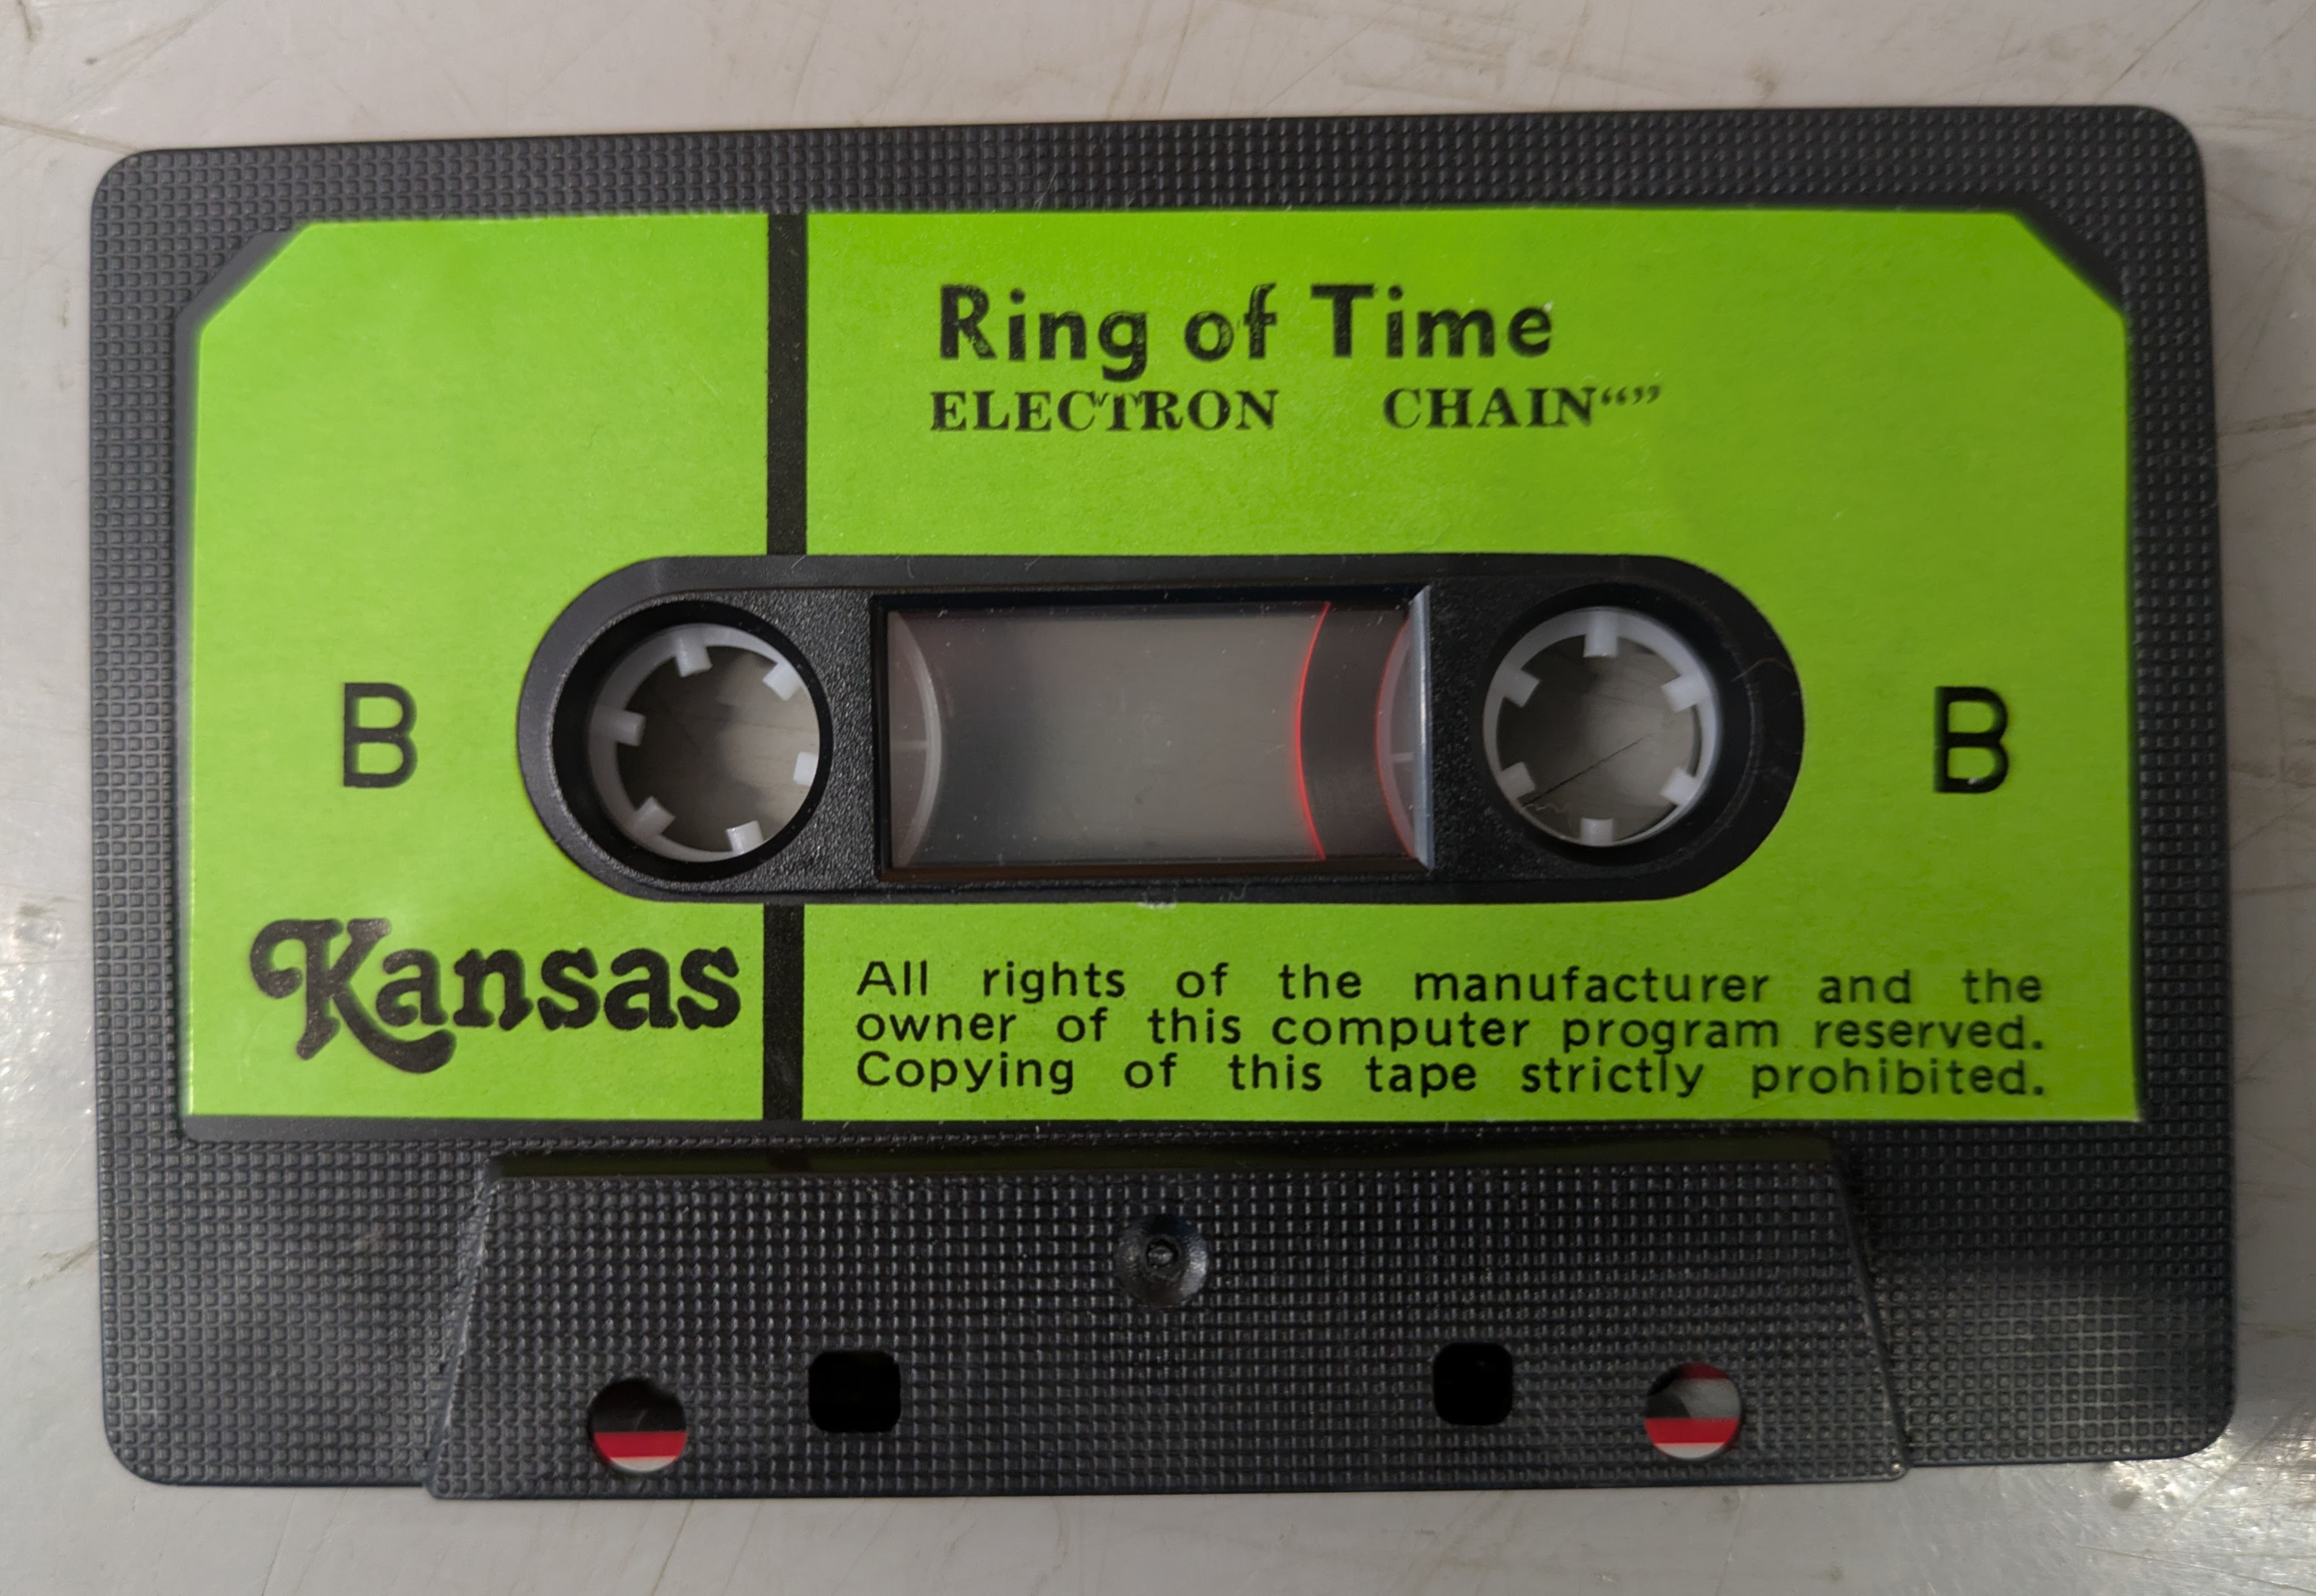 Ring of Time
ELECTRON CHAIN“”
B B
Kansas
All rights of the manufacturer and the
owner of this computer program reserved.
Copying of this tape strictly prohibited.